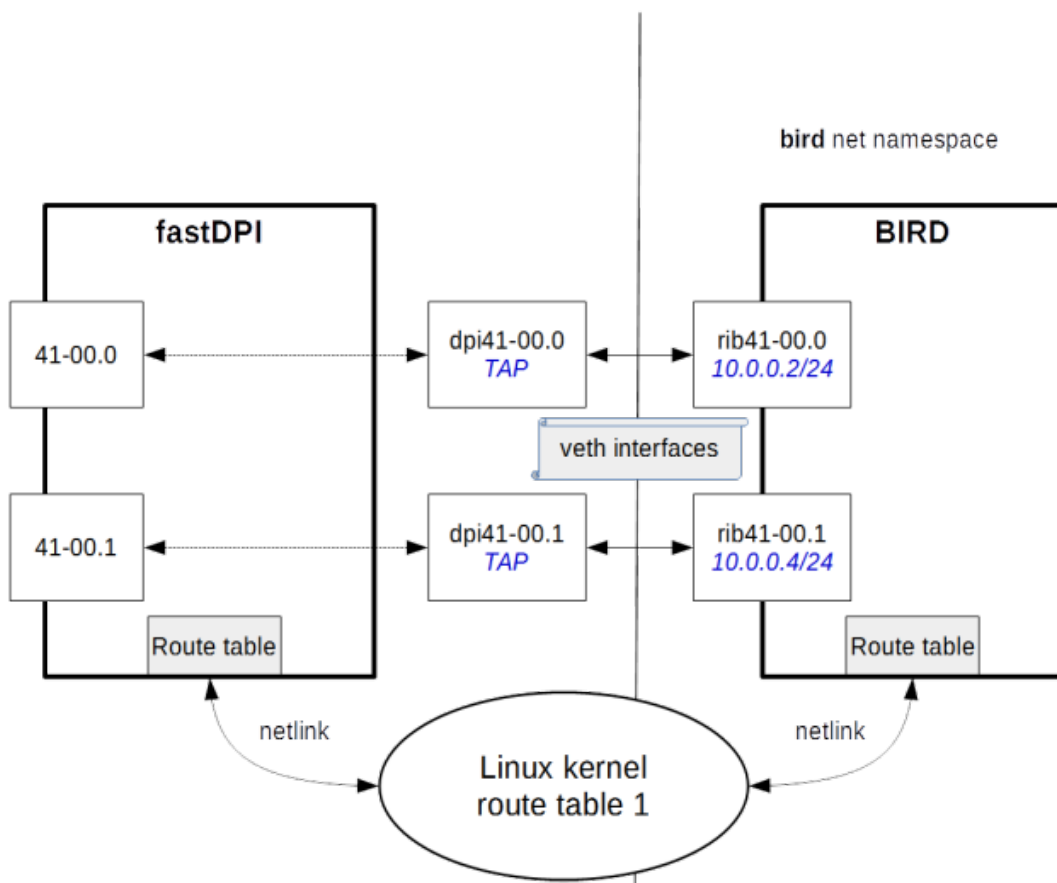 bird net namespace
fastDPI
BIRD
41-00.0
dpi41-00.0
TAP
rib41-00.0
10.0.0.2/24
veth interfaces
41-00.1
dpi41-00.1
TAP
rib41-00.1
10.0.0.4/24
Route table
Route table
netlink
netlink
Linux kernel
route table 1